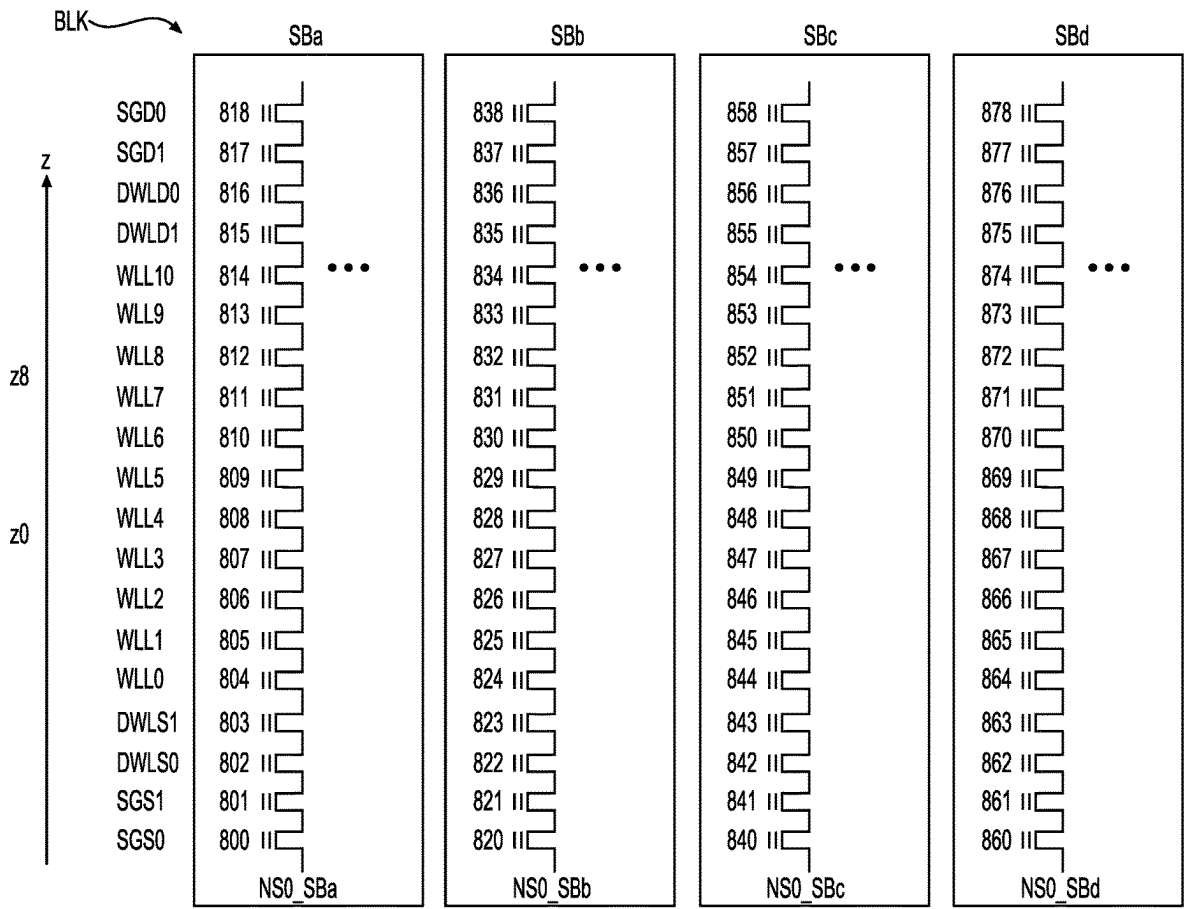 BLK
SBa SBb SBc SBd
SGD0 818 838 858 878
SGD1 817 837 857 877
z
DWLD0 816 836 856 876
DWLD1 815 835 855 875
WLL10 814 834 854 874
WLL9 813 833 853 873
WLL8 812 832 852 872
z8
WLL7 811 831 851 871
WLL6 810 830 850 870
WLL5 809 829 849 869
WLL4 808 828 848 868
z0
WLL3 807 827 847 867
WLL2 806 826 846 866
WLL1 805 825 845 865
WLL0 804 824 844 864
DWLS1 803 823 843 863
DWLS0 802 822 842 862
SGS1 801 821 841 861
SGS0 800 820 840 860
NS0_SBa NS0_SBb NS0_SBc NS0_SBd